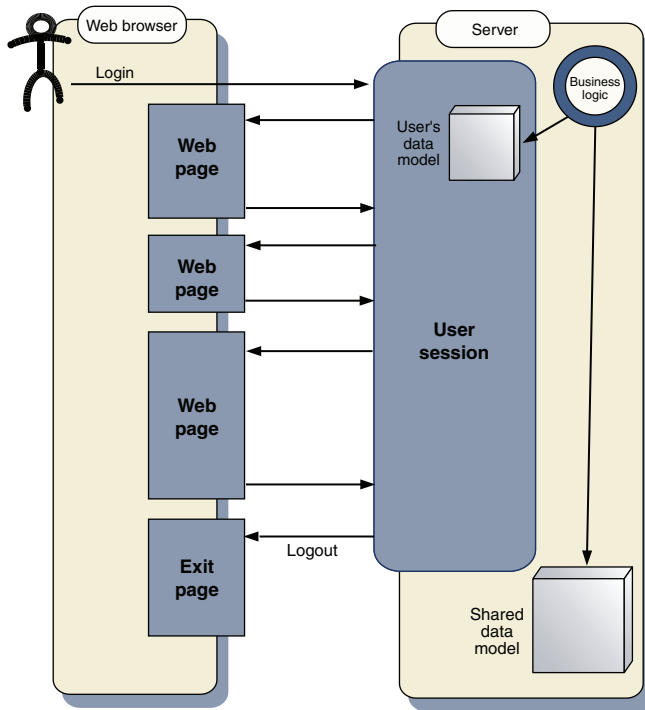 Web browser
Server
Login
Business
logic
User's
data
model
Web
page
Web
page
User
session
Web
page
Logout
Exit
page
Shared
data
model